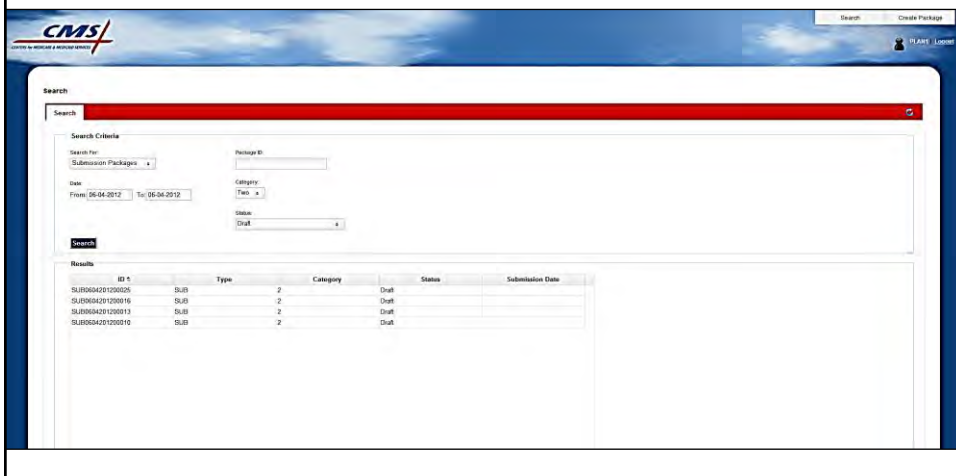 Search Create Package
CMS
CENTERS for MEDICARE & MEDICAID SERVICES
PLANS | Logout
Search
Search
Search Criteria
Search For: Package ID:
Submission Packages
Date Category:
From: 06-04-2012 To: 06-04-2012 Two
Status:
Draft
Search
Results
ID Type Category Status Submission Date
SUB0604201200025 SUB 2 Draft
SUB0604201200016 SUB 2 Draft
SUB0604201200013 SUB 2 Draft
SUB0604201200010 SUB 2 Draft